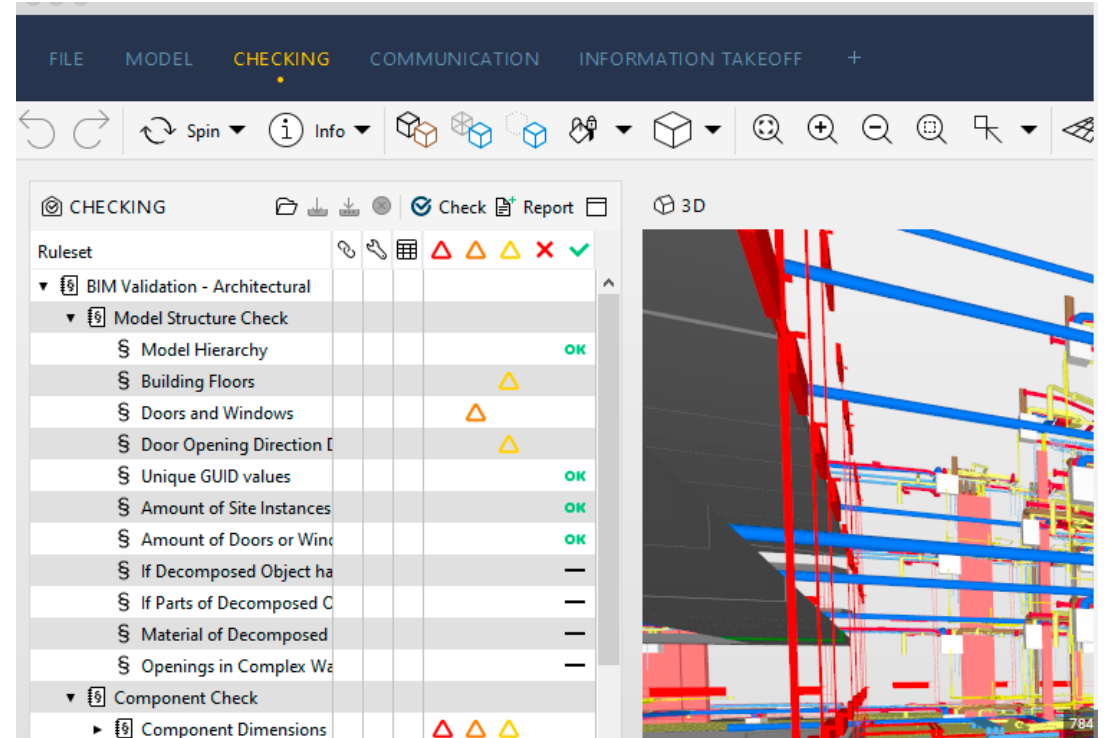 FILE MODEL CHECKING COMMUNICATION INFORMATION TAKEOFF +
Spin Info
CHECKING Check Report 3D
Ruleset
BIM Validation - Architectural
Model Structure Check
§ Model Hierarchy OK
§ Building Floors
§ Doors and Windows
§ Door Opening Direction D
§ Unique GUID values OK
§ Amount of Site Instances OK
§ Amount of Doors or Wind OK
§ If Decomposed Object ha —
§ If Parts of Decomposed O —
§ Material of Decomposed —
§ Openings in Complex Wa —
Component Check
Component Dimensions
784